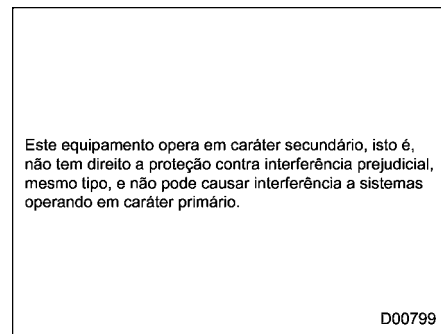 Este equipamento opera em caráter secundário, isto é,
não tem direito a proteção contra interferência prejudicial,
mesmo tipo, e não pode causar interferência a sistemas
operando em caráter primário.
D00799